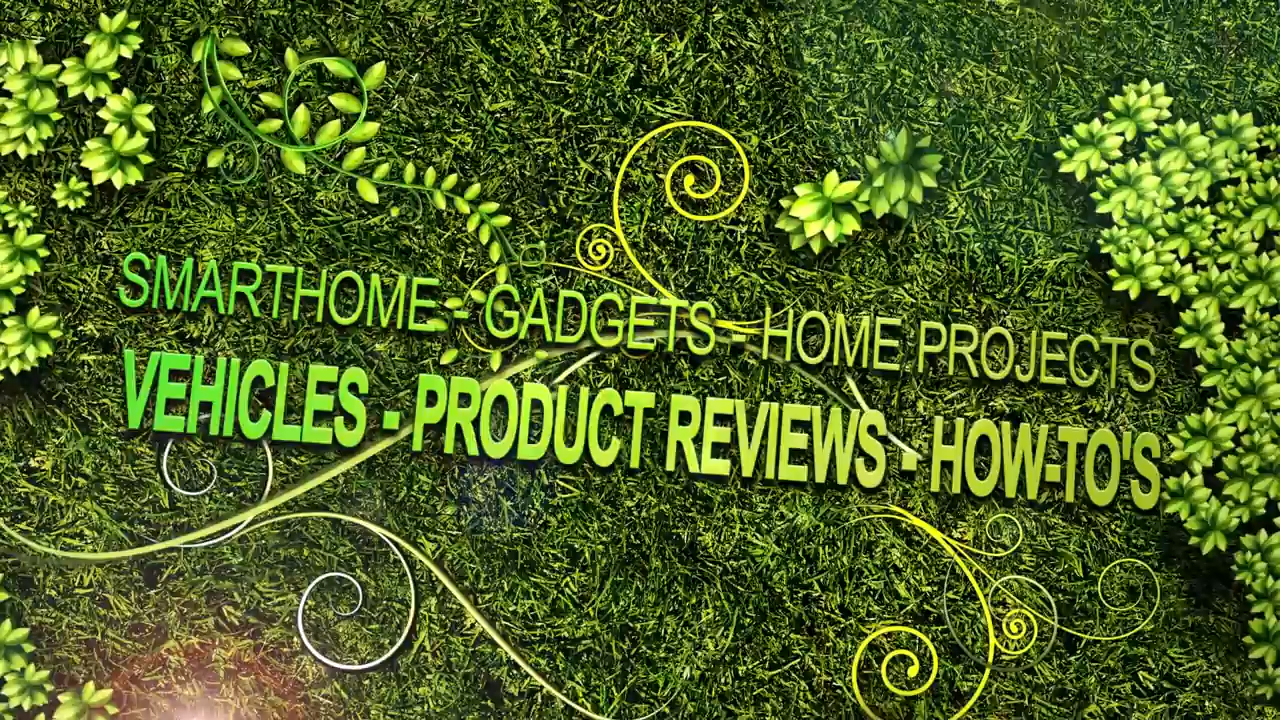 SMARTHOME - GADGETS - HOME PROJECTS
VEHICLES - PRODUCT REVIEWS - HOW-TO'S